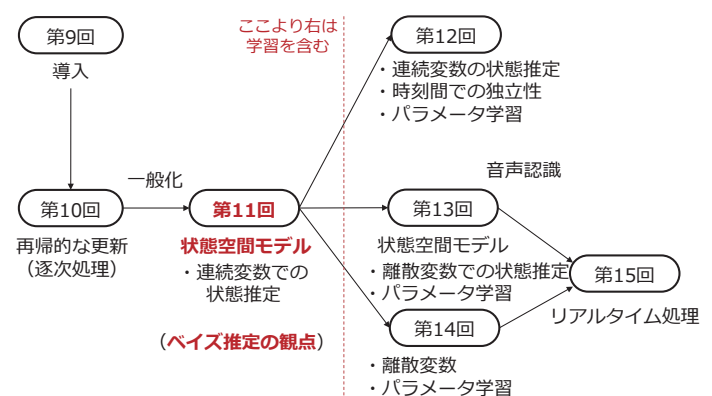 第9回
導入
ここより右は
学習を含む
第12回
・連続変数の状態推定
・時刻間での独立性
・パラメータ学習
一般化
音声認識
第10回
再帰的な更新
（逐次処理）
第11回
状態空間モデル
・連続変数での
状態推定
（ベイズ推定の観点）
第13回
状態空間モデル
・離散変数での状態推定
・パラメータ学習
第14回
・離散変数
・パラメータ学習
第15回
リアルタイム処理